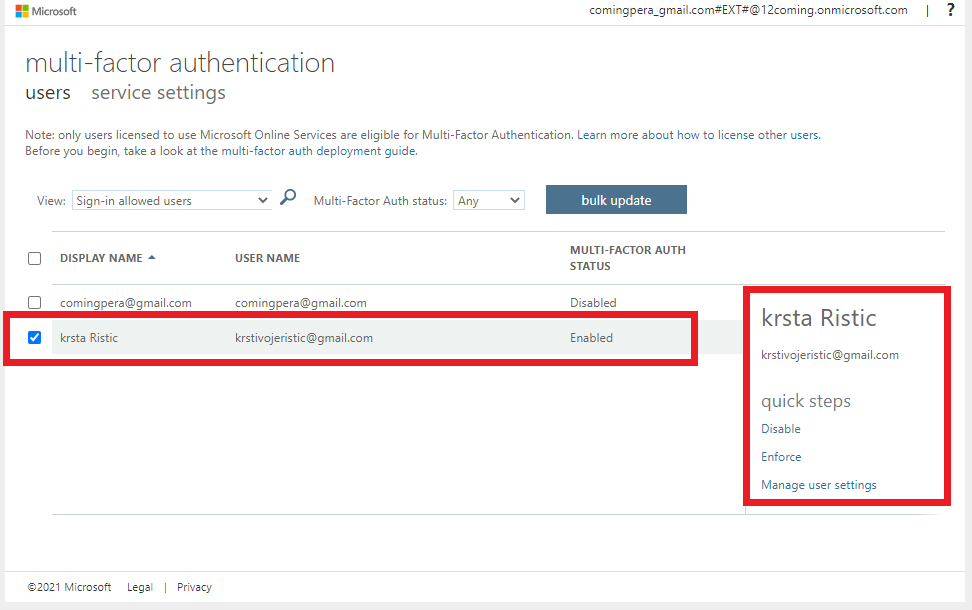 Microsoft
comingpera_gmail.com#EXT#@12coming.onmicrosoft.com | ?
multi-factor authentication
users service settings
Note: only users licensed to use Microsoft Online Services are eligible for Multi-Factor Authentication. Learn more about how to license other users.
Before you begin, take a look at the multi-factor auth deployment guide.
View: Sign-in allowed users Multi-Factor Auth status: Any bulk update
DISPLAY NAME USER NAME MULTI-FACTOR AUTH
STATUS
comingpera@gmail.com comingpera@gmail.com Disabled
krsta Ristic krstivojeristic@gmail.com Enabled
krsta Ristic
krstivojeristic@gmail.com
quick steps
Disable
Enforce
Manage user settings
©2021 Microsoft Legal | Privacy